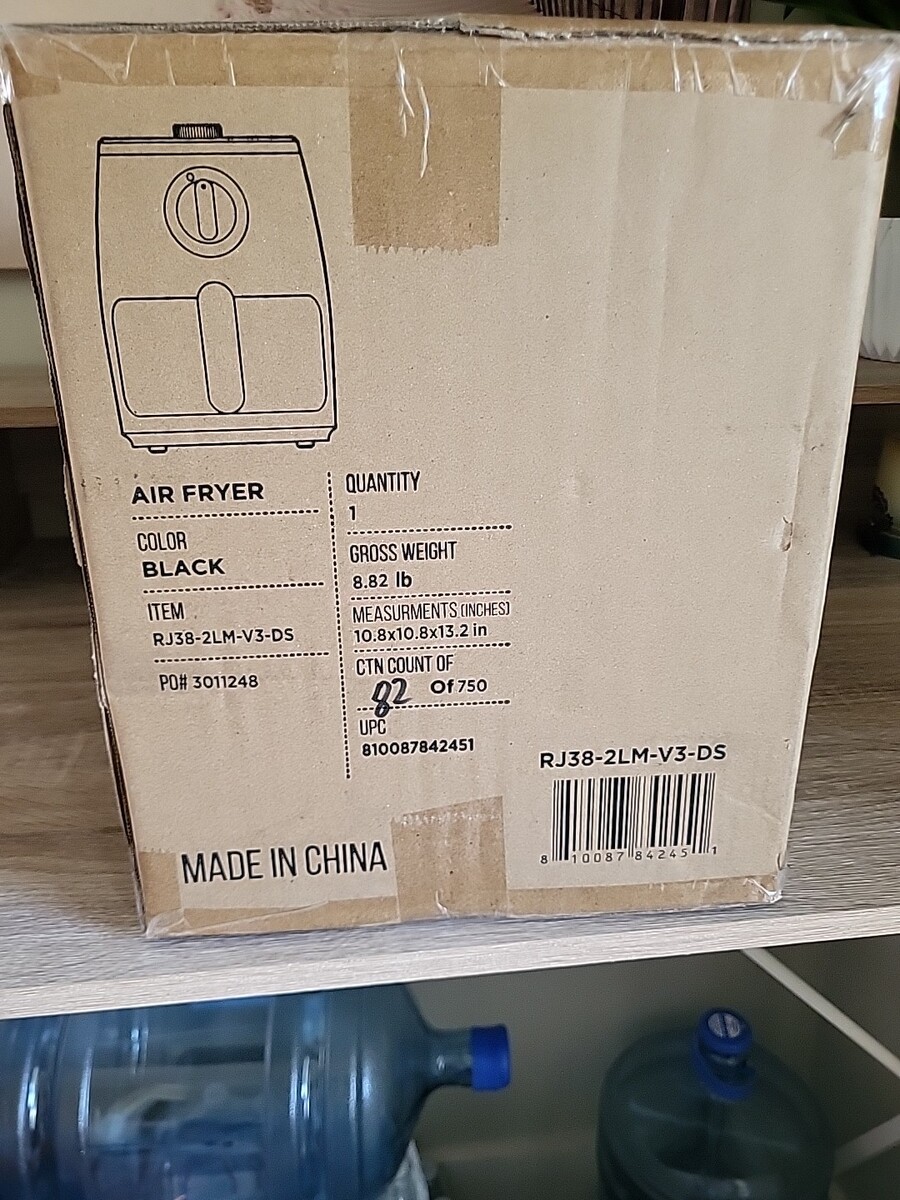 AIR FRYER
COLOR
BLACK
ITEM
RJ38-2LM-V3-DS
PO# 3011248
QUANTITY
1
GROSS WEIGHT
8.82 lb
MEASURMENTS (INCHES)
10.8x10.8x13.2 in
CTN COUNT OF
82 Of 750
UPC
810087842451
RJ38-2LM-V3-DS
8 10087 84245 1
MADE IN CHINA